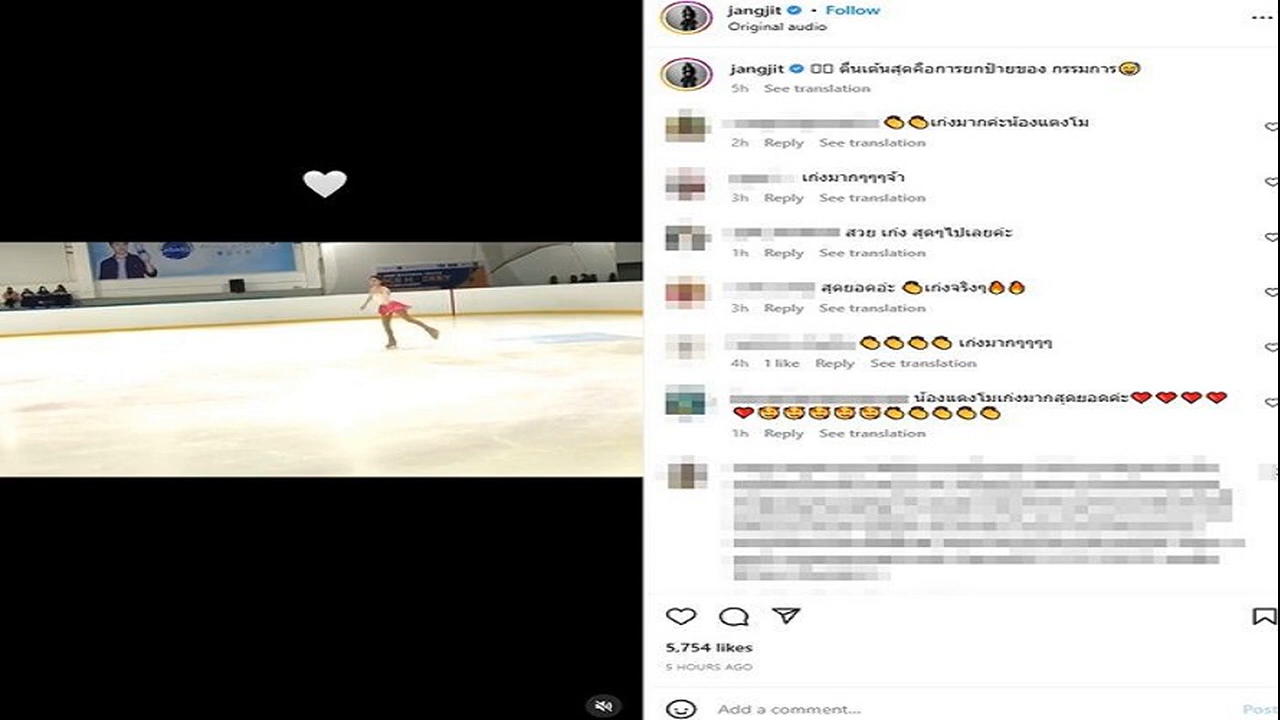 jangjit • Follow
Original audio
jangjit ตื่นเต้นสุดคือการยกป้ายของ กรรมการ😅
5h See translation
👏👏เก่งมากค่ะน้องแตงโม
2h Reply See translation
เก่งมากๆๆๆจ้า
3h Reply See translation
สวย เก่ง สุดๆไปเลยค่ะ
1h Reply See translation
สุดยอดอ่ะ 👏เก่งจริงๆ🔥🔥
3h Reply See translation
👏👏👏👏 เก่งมากๆๆๆๆ
4h 1 like Reply See translation
น้องแตงโมเก่งมากสุดยอดค่ะ❤️❤️❤️❤️
❤️🥰🥰🥰🥰🥰👏👏👏👏👏
1h Reply See translation
5,754 likes
5 HOURS AGO
Add a comment...
Post